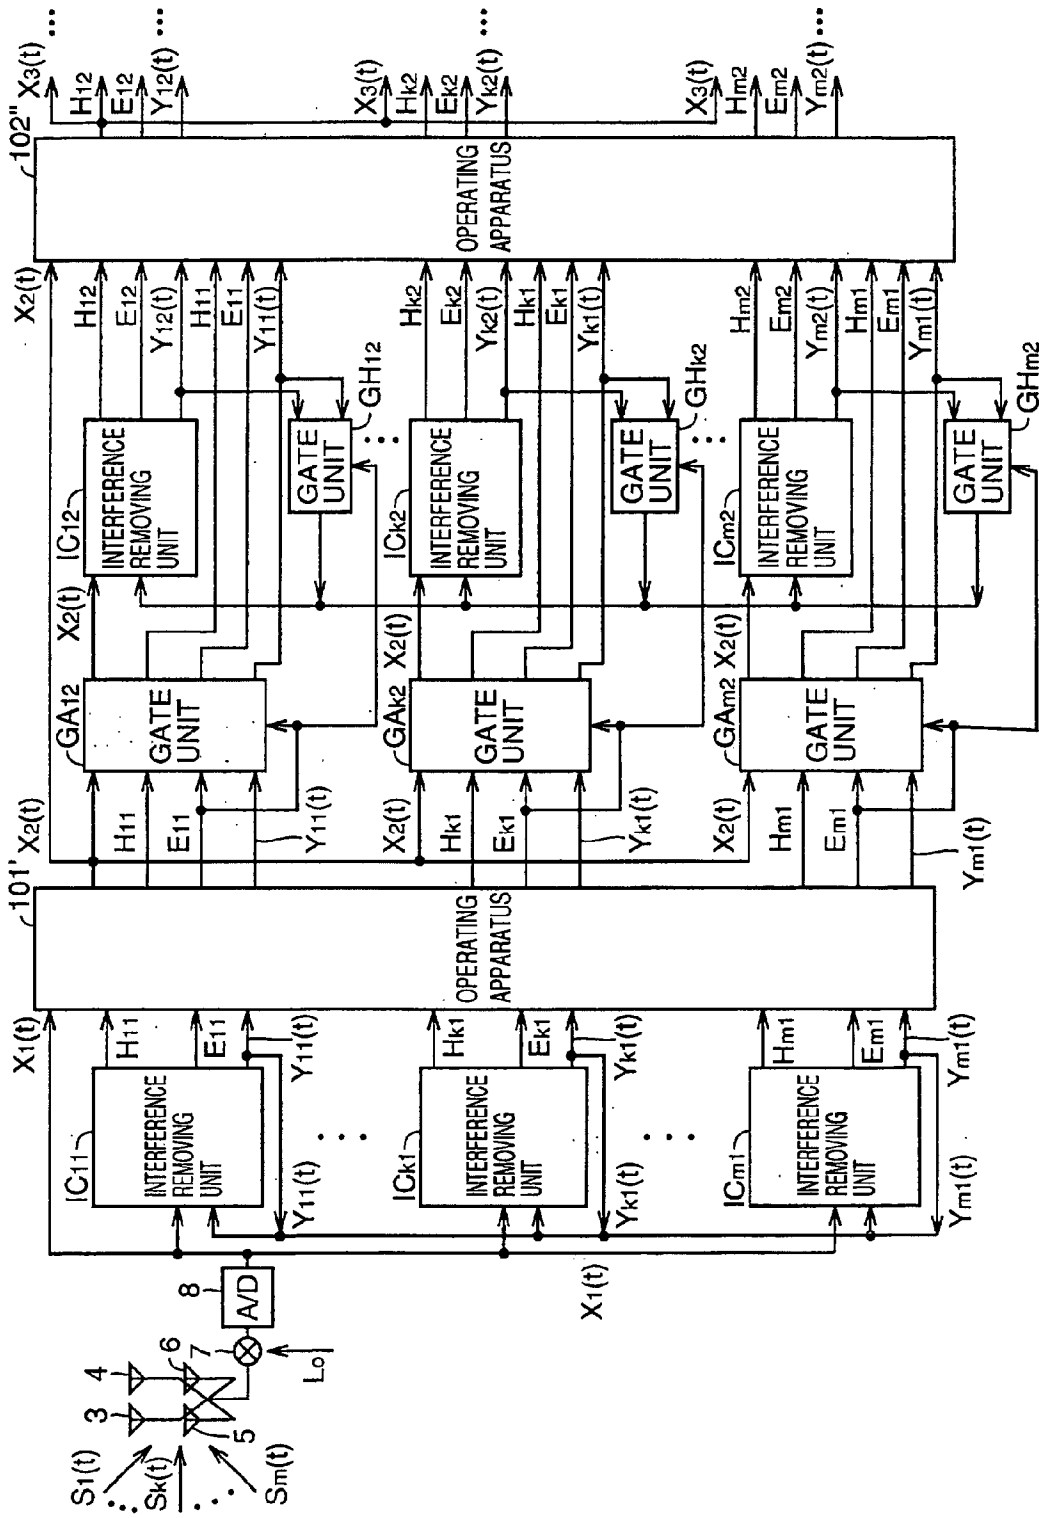 S1(t)
Sk(t)
Sm(t)
3
4
5
6
7
Lo
8
A/D
X1(t)
X1(t)
IC11
INTERFERENCE
REMOVING
UNIT
H11
E11
Y11(t)
Y11(t)
ICk1
INTERFERENCE
REMOVING
UNIT
Hk1
Ek1
Yk1(t)
Yk1(t)
ICm1
INTERFERENCE
REMOVING
UNIT
Hm1
Em1
Ym1(t)
Ym1(t)
101'
OPERATING
APPARATUS
X2(t)
H11
E11
Y11(t)
X2(t)
Hk1
Ek1
Yk1(t)
X2(t)
Hm1
Em1
Ym1(t)
GA12
GATE
UNIT
GAk2
GATE
UNIT
GAm2
GATE
UNIT
X2(t)
X2(t)
X2(t)
IC12
INTERFERENCE
REMOVING
UNIT
ICk2
INTERFERENCE
REMOVING
UNIT
ICm2
INTERFERENCE
REMOVING
UNIT
GATE
UNIT
GH12
GATE
UNIT
GHk2
GATE
UNIT
GHm2
X2(t)
H12
E12
Y12(t)
H11
E11
Y11(t)
Hk2
Ek2
Yk2(t)
Hk1
Ek1
Yk1(t)
Hm2
Em2
Ym2(t)
Hm1
Em1
Ym1(t)
102"
OPERATING
APPARATUS
X3(t) ...
H12
E12
Y12(t) ...
X3(t)
Hk2
Ek2
Yk2(t) ...
X3(t)
Hm2
Em2
Ym2(t) ...